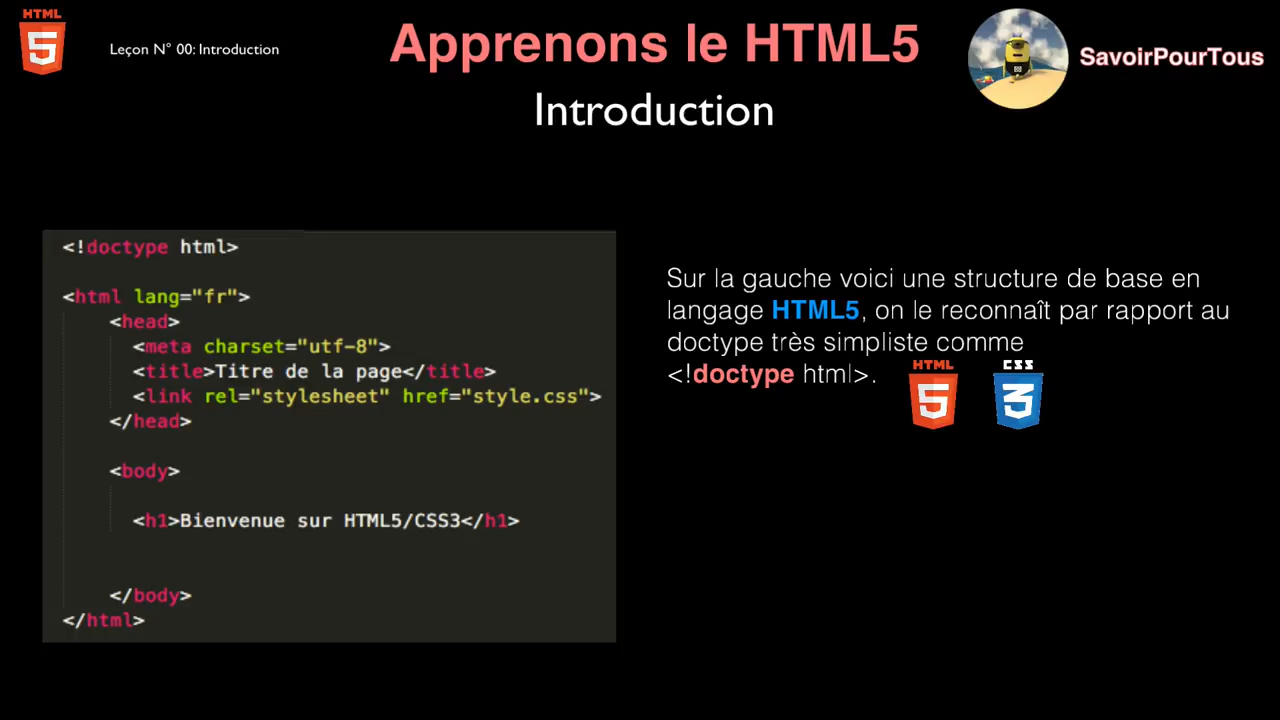 HTML
5
Leçon N° 00: Introduction
Apprenons le HTML5
SavoirPourTous
Introduction
<!doctype html>
<html lang="fr">
<head>
<meta charset="utf-8">
<title>Titre de la page</title>
<link rel="stylesheet" href="style.css">
</head>
<body>
<h1>Bienvenue sur HTML5/CSS3</h1>
</body>
</html>
Sur la gauche voici une structure de base en
langage HTML5, on le reconnaît par rapport au
doctype très simpliste comme
<!doctype html>.
HTML
5
CSS
3